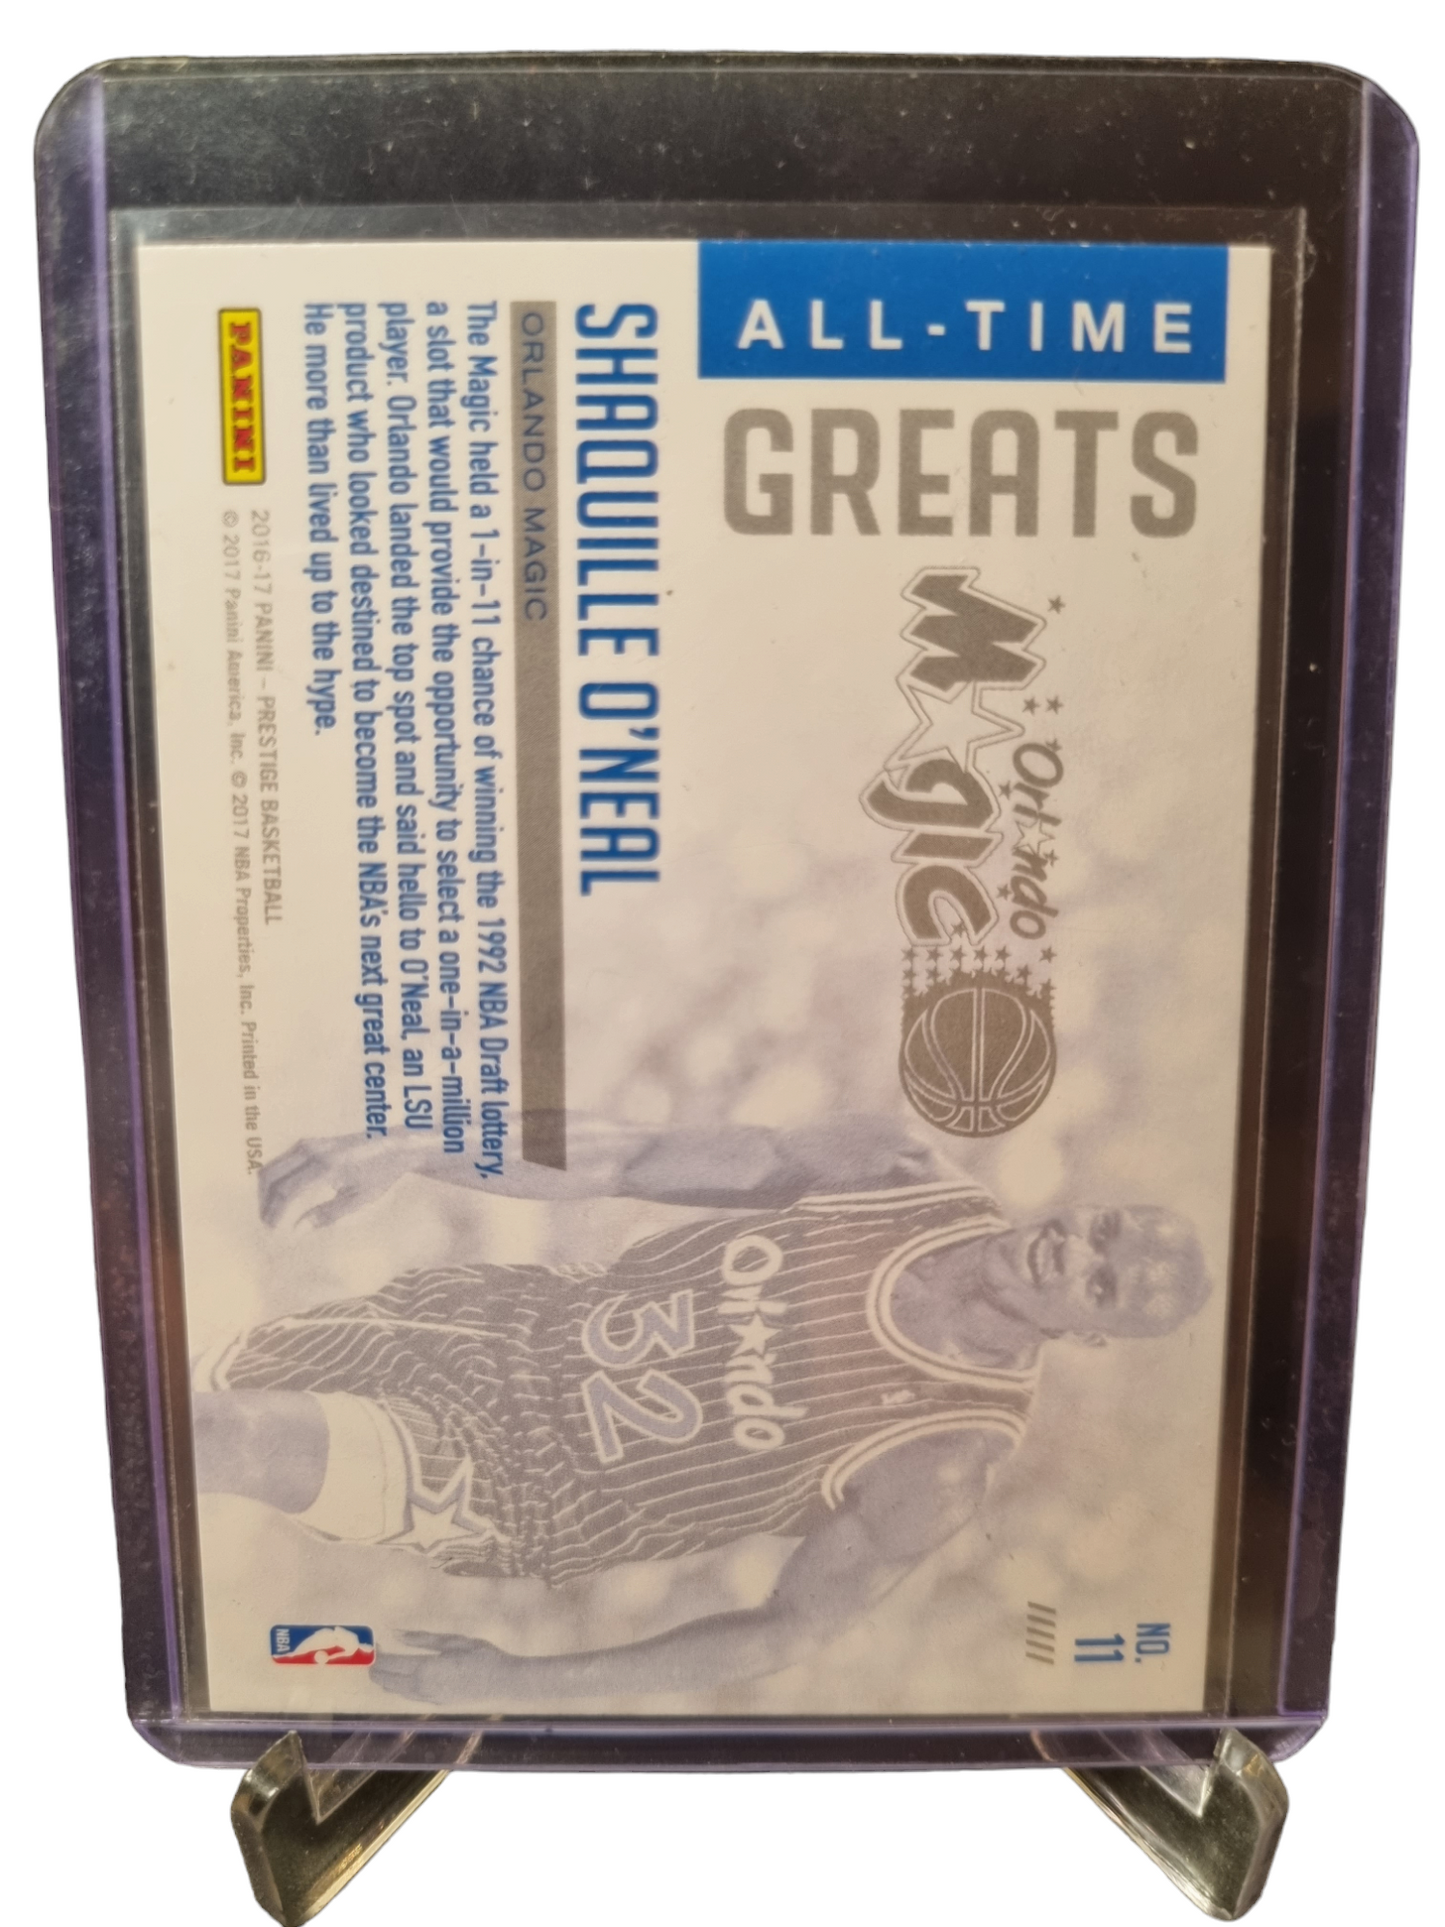 ALL-TIME
GREATS
Orlando
MAGIC
NO.
11
SHAQUILLE O'NEAL
ORLANDO MAGIC
The Magic held a 1-in-11 chance of winning the 1992 NBA Draft lottery,
a slot that would provide the opportunity to select a one-in-a-million
player. Orlando landed the top spot and said hello to O'Neal, an LSU
product who looked destined to become the NBA's next great center.
He more than lived up to the hype.
Orlando
32
PANINI
2016-17 PANINI – PRESTIGE BASKETBALL
© 2017 Panini America, Inc. © 2017 NBA Properties, Inc. Printed in the USA.
NBA